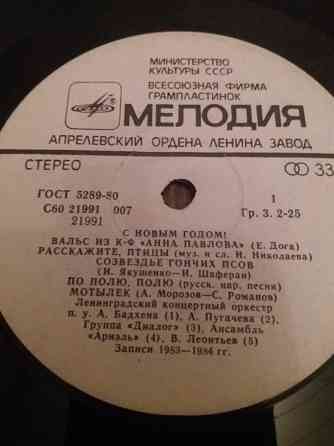 МИНИСТЕРСТВО
КУЛЬТУРЫ СССР
ВСЕСОЮЗНАЯ ФИРМА
ГРАМПЛАСТИНОК
МЕЛОДИЯ
АПРЕЛЕВСКИЙ ОРДЕНА ЛЕНИНА ЗАВОД
СТЕРЕО 33
ГОСТ 5289-80 1
С60 21991 007 Гр. 3. 2-25
21991
С НОВЫМ ГОДОМ!
ВАЛЬС ИЗ К-Ф «АННА ПАВЛОВА» (Е. Дога)
РАССКАЖИТЕ, ПТИЦЫ (муз. и сл. И. Николаева)
СОЗВЕЗДЬЕ ГОНЧИХ ПСОВ
(И. Якушенко—И. Шаферан)
ПО ПОЛЮ, ПОЛЮ (русск. нар. песня)
МОТЫЛЕК (А. Морозов—С. Романов)
Ленинградский концертный оркестр
п. у. А. Бадхена (1), А. Пугачева (2),
Группа «Диалог» (3), Ансамбль
«Ариэль» (4), В. Леонтьев (5)
Записи 1983—1984 гг.